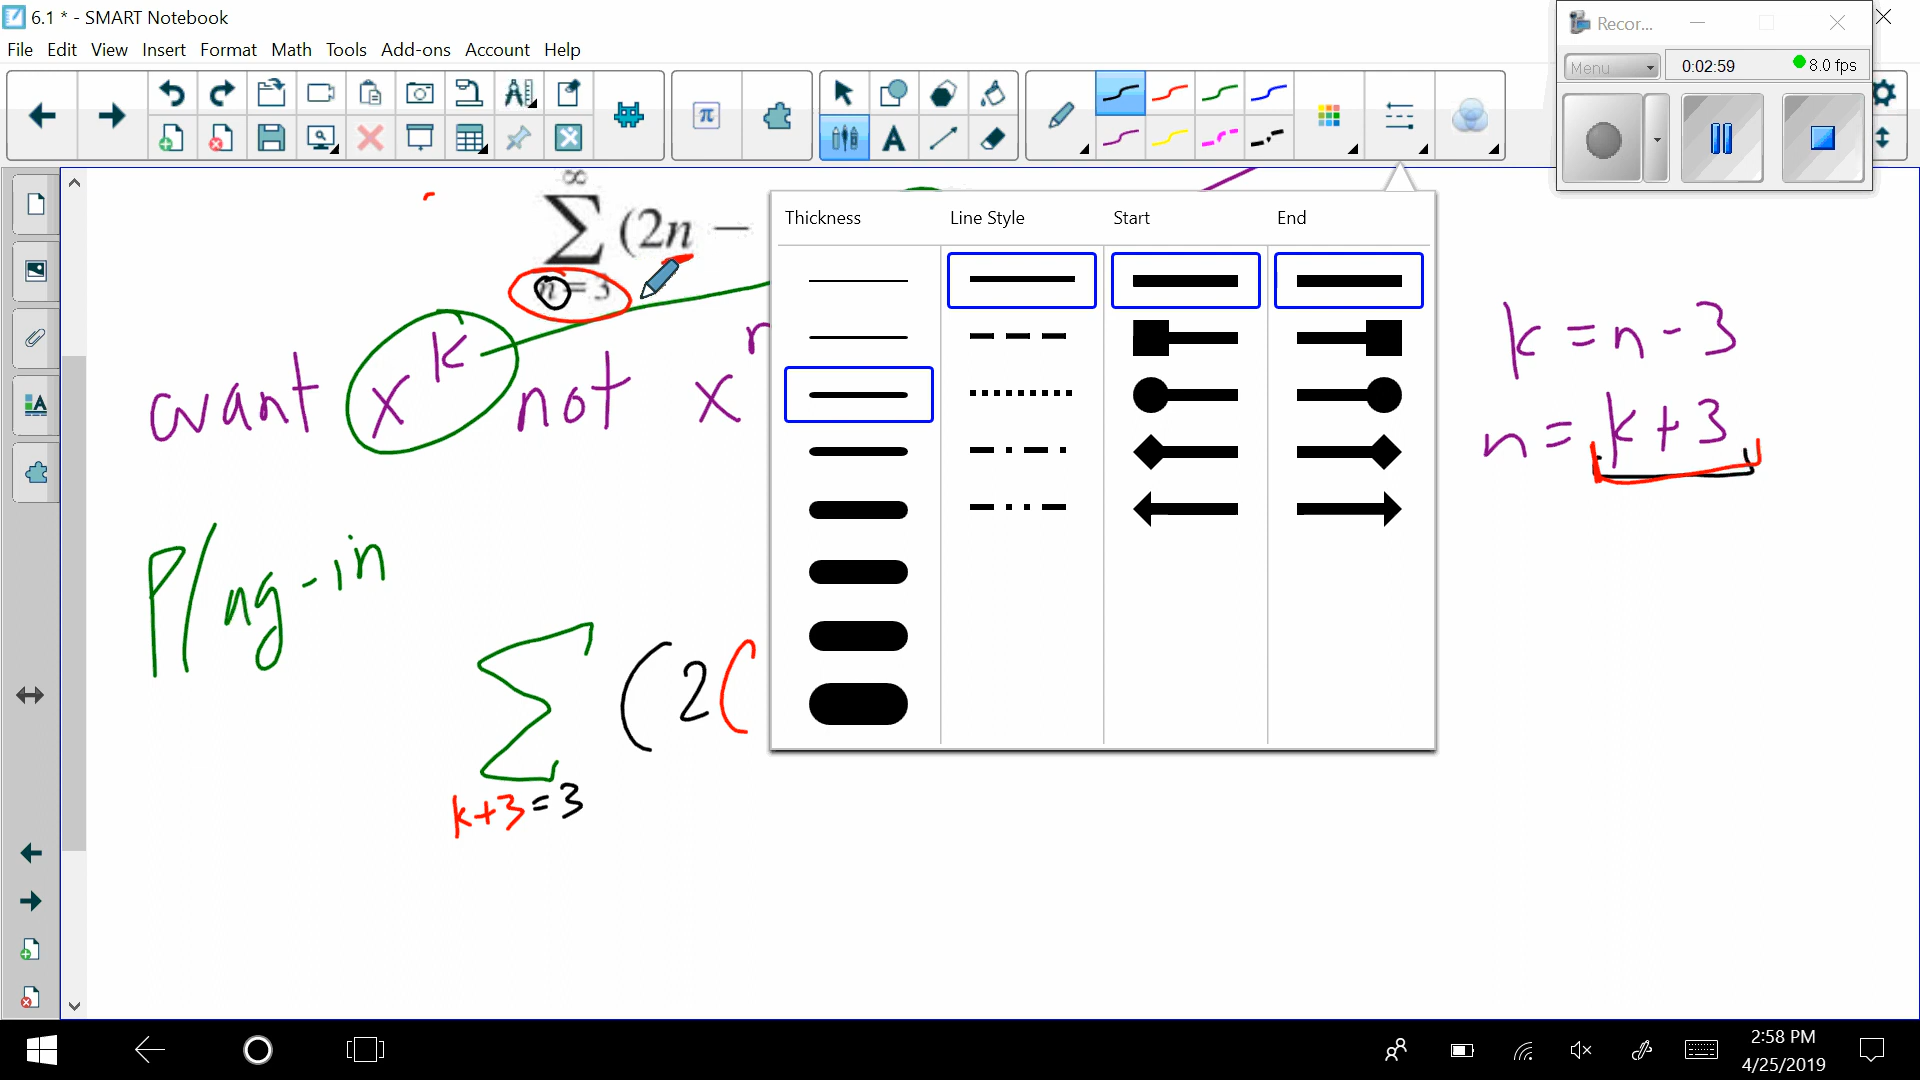 6.1 * - SMART Notebook
File Edit View Insert Format Math Tools Add-ons Account Help
Recor...
Menu
0:02:59
8.0 fps
π
A
A
Thickness Line Style Start End
∞
∑ (2n −
n = 3
want x^k not x
k = n - 3
n = k + 3
Plug-in
∑ (2(
k+3 = 3
2:58 PM
4/25/2019